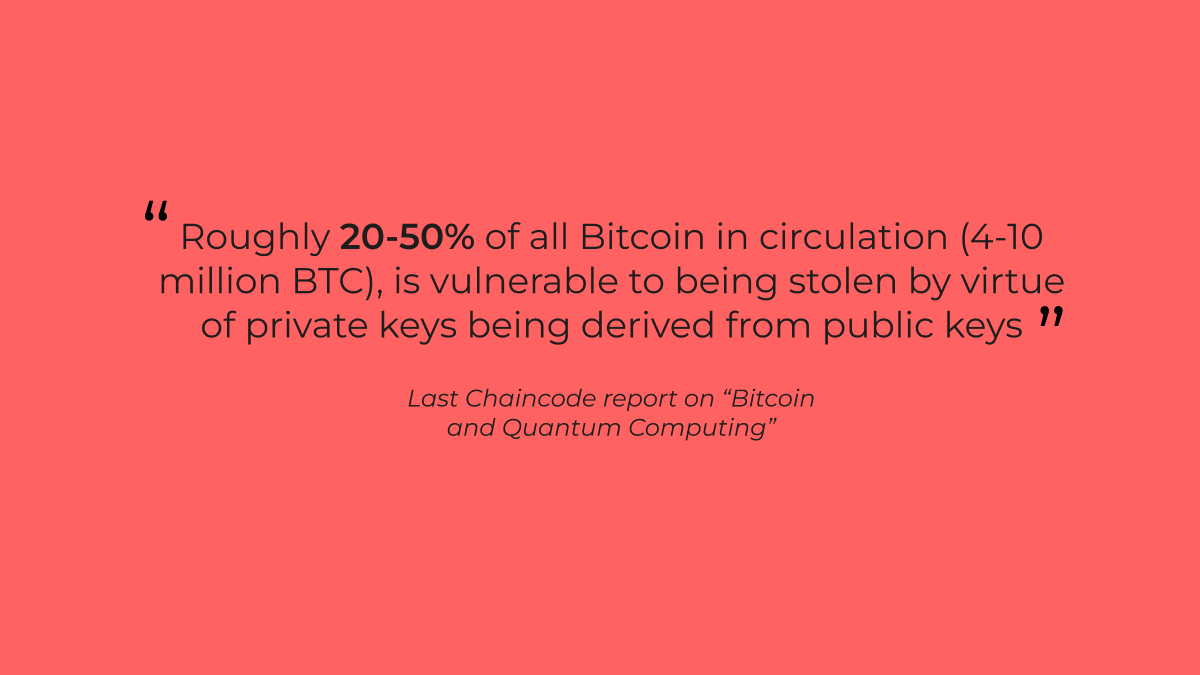 “ Roughly 20-50% of all Bitcoin in circulation (4-10
million BTC), is vulnerable to being stolen by virtue
of private keys being derived from public keys ”
Last Chaincode report on “Bitcoin
and Quantum Computing”